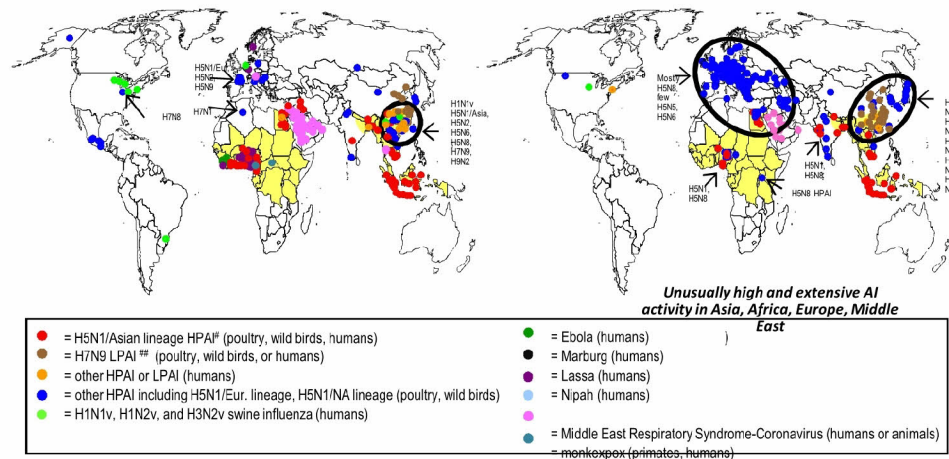 H5N1/Eur
H5N2
H5N9
H7N8
H7N1
H1N1v
H5N1/Asia,
H5N2,
H5N6,
H5N8,
H7N9,
H9N2
Mostly
H5N8,
few
H5N5,
H5N6
H5N1,
H5N8
H5N1,
H5N8;
H5N8 HPAI
Unusually high and extensive AI
activity in Asia, Africa, Europe, Middle
East
= H5N1/Asian lineage HPAI# (poultry, wild birds, humans)
= H7N9 LPAI ## (poultry, wild birds, or humans)
= other HPAI or LPAI (humans)
= other HPAI including H5N1/Eur. lineage, H5N1/NA lineage (poultry, wild birds)
= H1N1v, H1N2v, and H3N2v swine influenza (humans)
= Ebola (humans) )
= Marburg (humans)
= Lassa (humans)
= Nipah (humans)
= Middle East Respiratory Syndrome-Coronavirus (humans or animals)
= monkexpox (primates, humans)